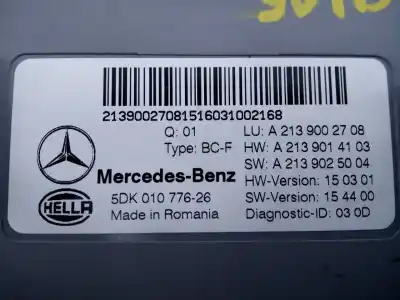 21390027081516031002168
Q: 01 LU: A 213 900 27 08
Type: BC-F HW: A 213 901 41 03
SW: A 213 902 50 04
Mercedes-Benz HW-Version: 15 03 01
HELLA 5DK 010 776-26 SW-Version: 15 44 00
Made in Romania Diagnostic-ID: 03 0D